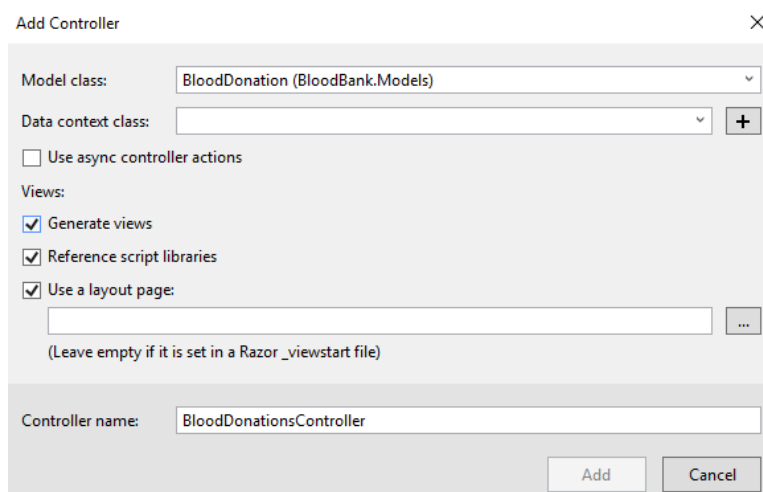 Add Controller
Model class: BloodDonation (BloodBank.Models)
Data context class:
+
Use async controller actions
Views:
Generate views
Reference script libraries
Use a layout page:
...
(Leave empty if it is set in a Razor _viewstart file)
Controller name: BloodDonationsController
Add Cancel